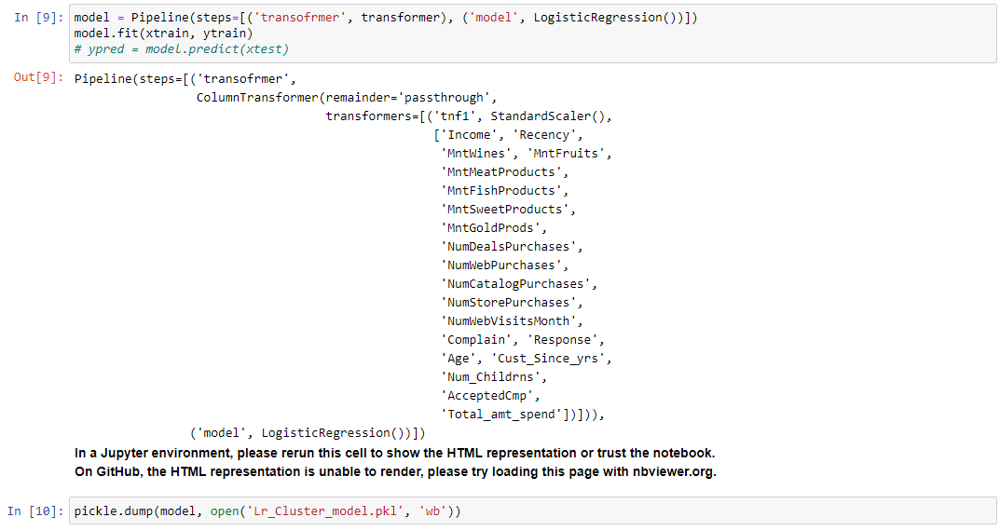 In [9]: model = Pipeline(steps=[('transofrmer', transformer), ('model', LogisticRegression())])
model.fit(xtrain, ytrain)
# ypred = model.predict(xtest)
Out[9]: Pipeline(steps=[('transofrmer',
ColumnTransformer(remainder='passthrough',
transformers=[('tnf1', StandardScaler(),
['Income', 'Recency',
'MntWines', 'MntFruits',
'MntMeatProducts',
'MntFishProducts',
'MntSweetProducts',
'MntGoldProds',
'NumDealsPurchases',
'NumWebPurchases',
'NumCatalogPurchases',
'NumStorePurchases',
'NumWebVisitsMonth',
'Complain', 'Response',
'Age', 'Cust_Since_yrs',
'Num_Childrns',
'AcceptedCmp',
'Total_amt_spend'])])),
('model', LogisticRegression())])
In a Jupyter environment, please rerun this cell to show the HTML representation or trust the notebook.
On GitHub, the HTML representation is unable to render, please try loading this page with nbviewer.org.
In [10]: pickle.dump(model, open('Lr_Cluster_model.pkl', 'wb'))